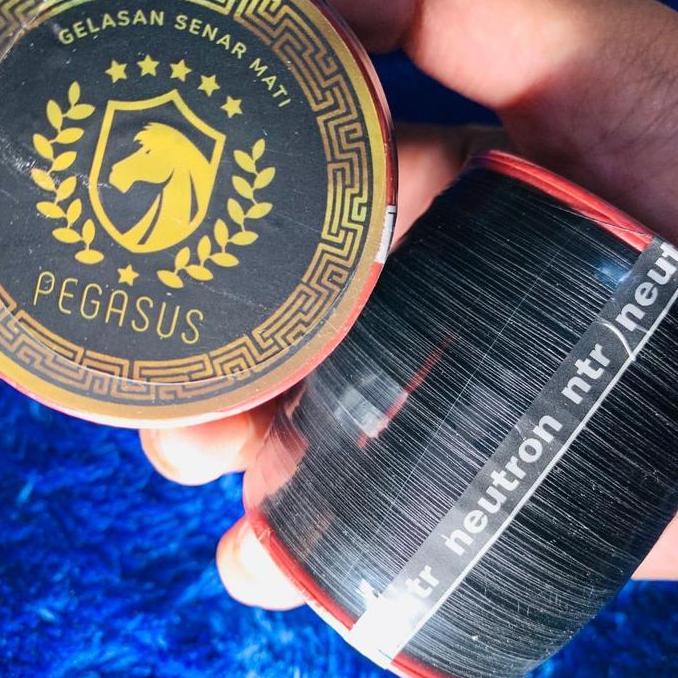 GELASAN SENAR MATI
PEGASUS
ntr neutron ntr neut